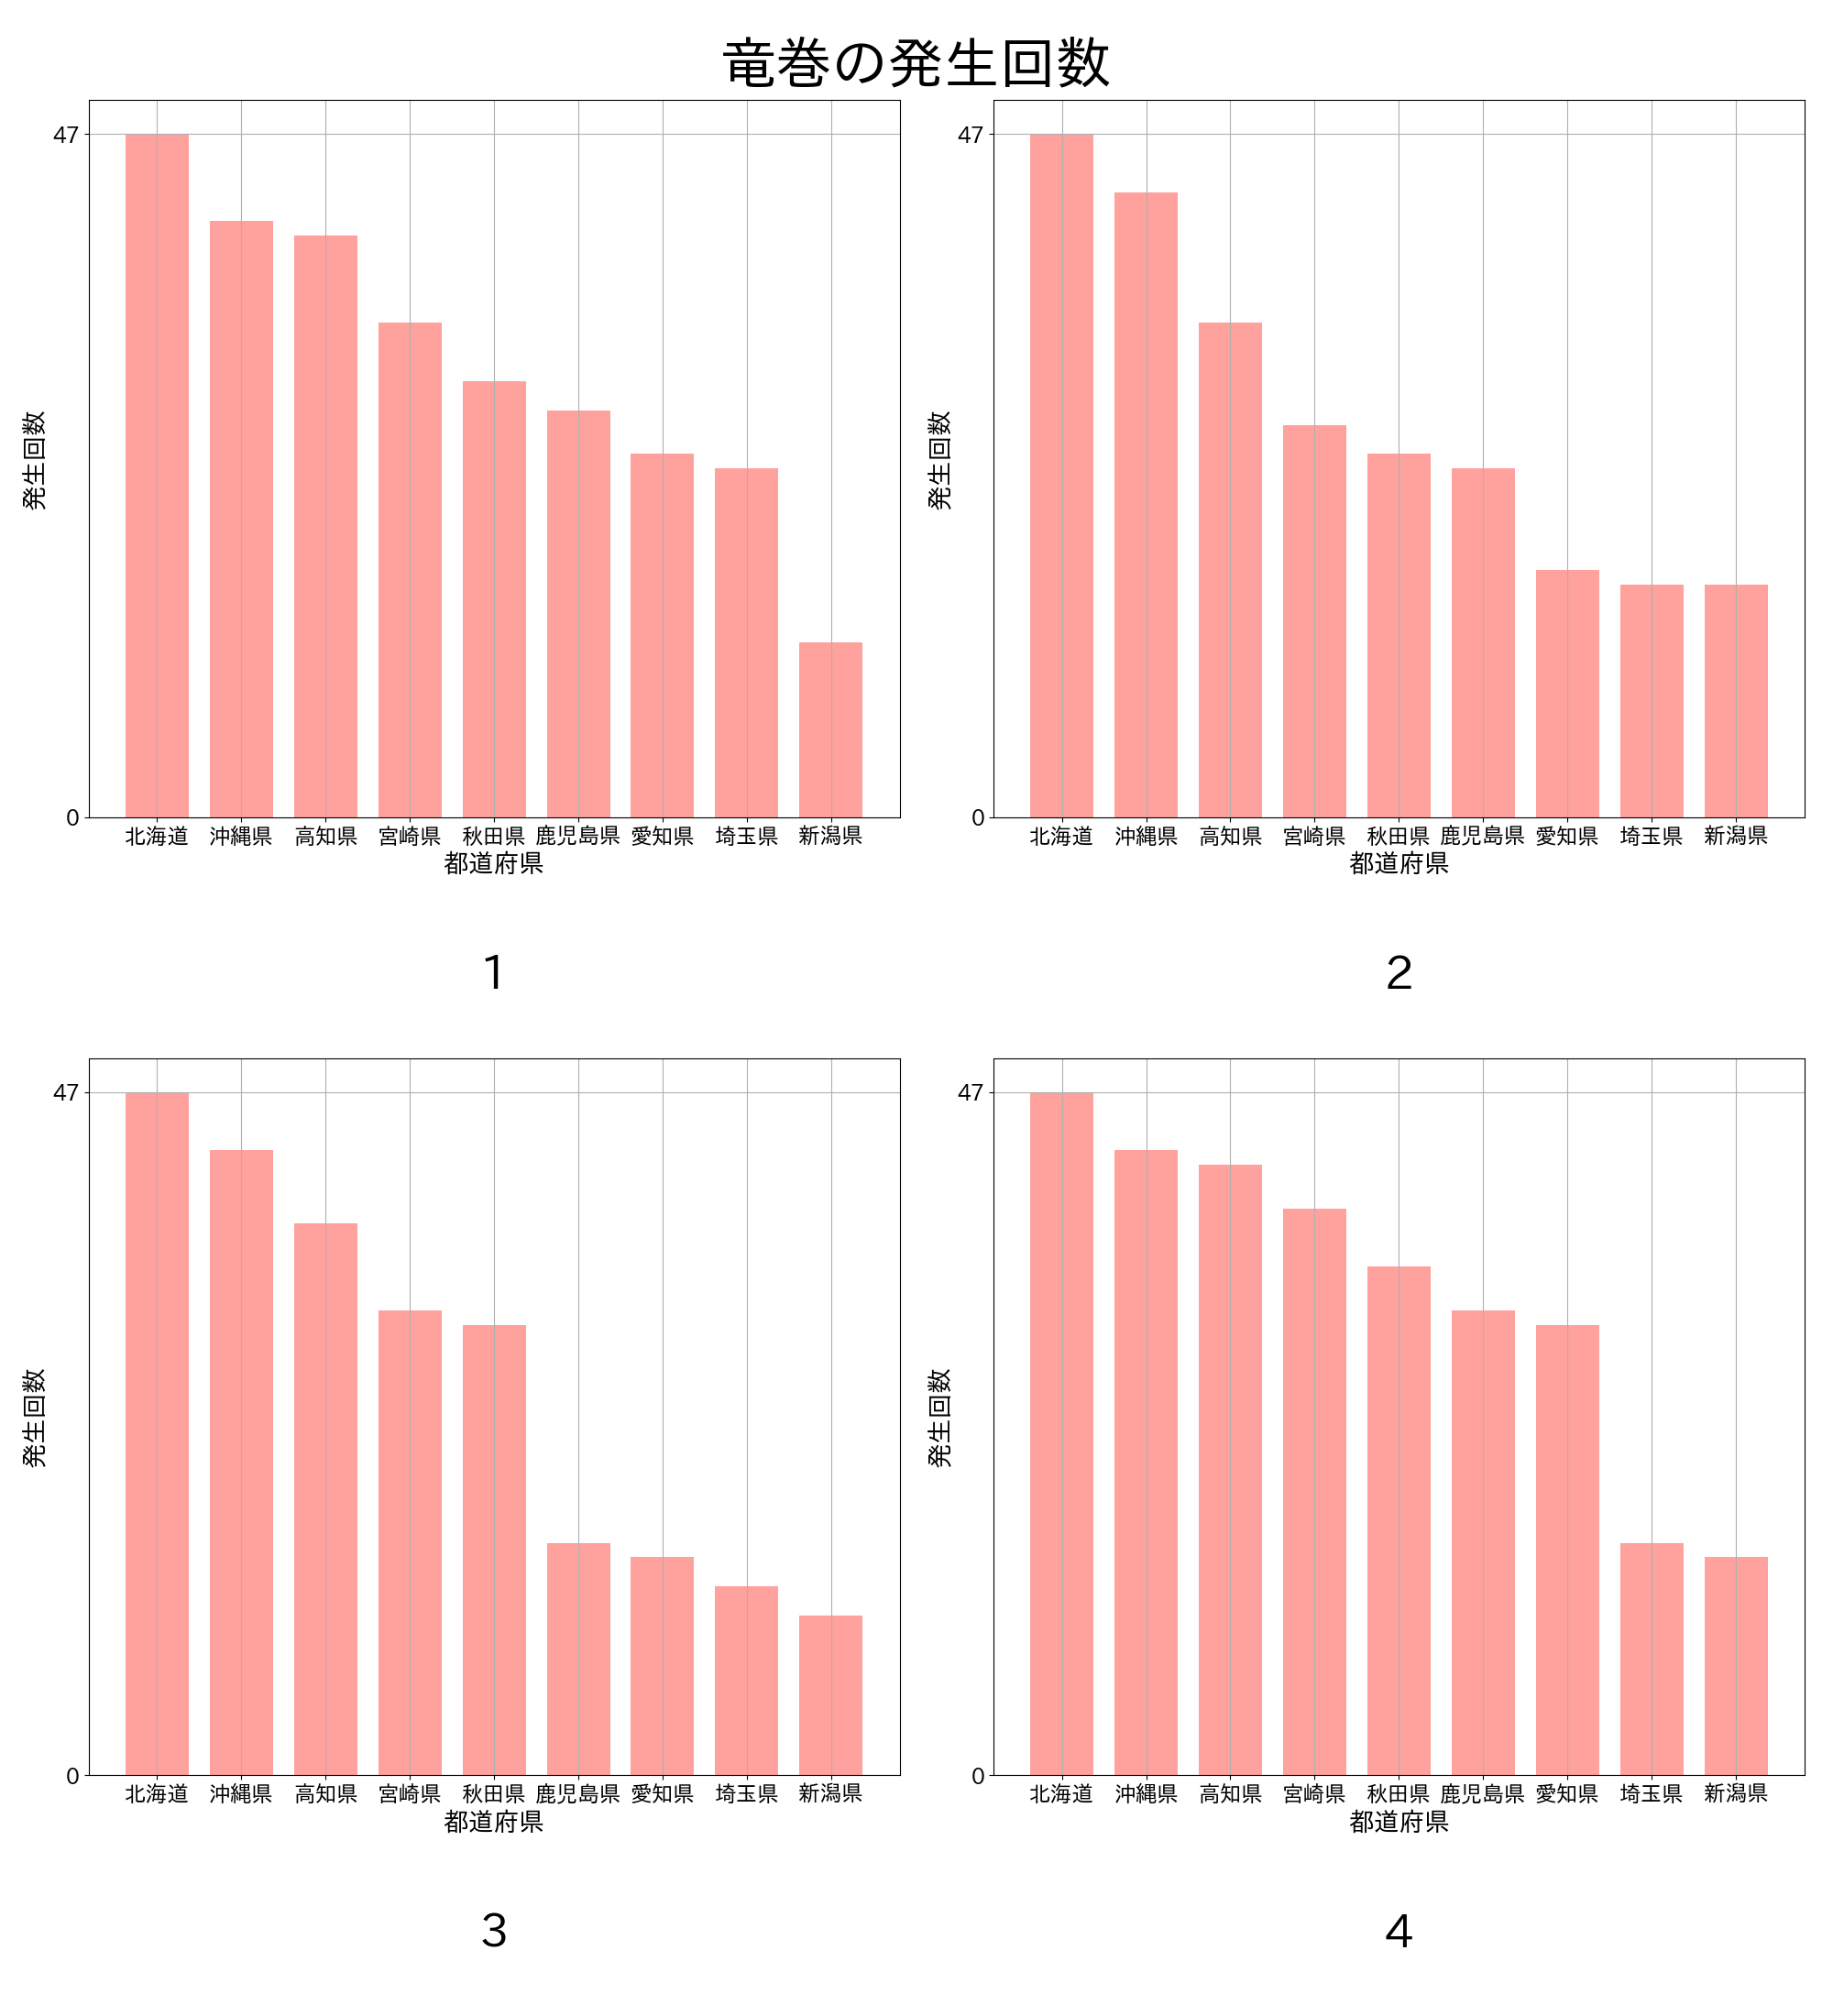 竜巻の発生回数
47
0
発生回数
北海道 沖縄県 高知県 宮崎県 秋田県 鹿児島県 愛知県 埼玉県 新潟県
都道府県
1
47
0
発生回数
北海道 沖縄県 高知県 宮崎県 秋田県 鹿児島県 愛知県 埼玉県 新潟県
都道府県
2
47
0
発生回数
北海道 沖縄県 高知県 宮崎県 秋田県 鹿児島県 愛知県 埼玉県 新潟県
都道府県
3
47
0
発生回数
北海道 沖縄県 高知県 宮崎県 秋田県 鹿児島県 愛知県 埼玉県 新潟県
都道府県
4